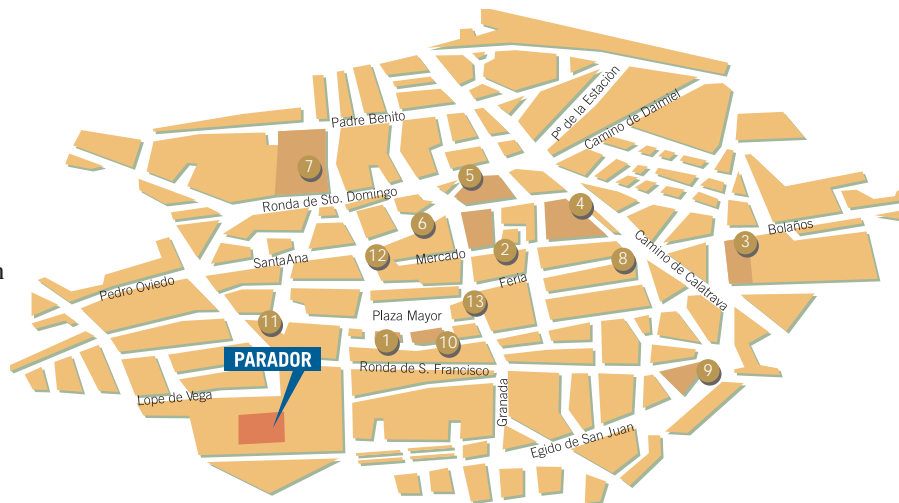 Pº de la Estaciòn
Camino de Daimiel
Padre Benito
7
5
Ronda de Sto. Domingo
4
6
3
Bolaños
12
SantaAna
Mercado
2
8
Camino de Calatrava
n
Pedro Oviedo
Feria
13
Plaza Mayor
11
1
10
PARADOR
Ronda de S. Francisco
9
Lope de Vega
Granada
Egido de San Juan